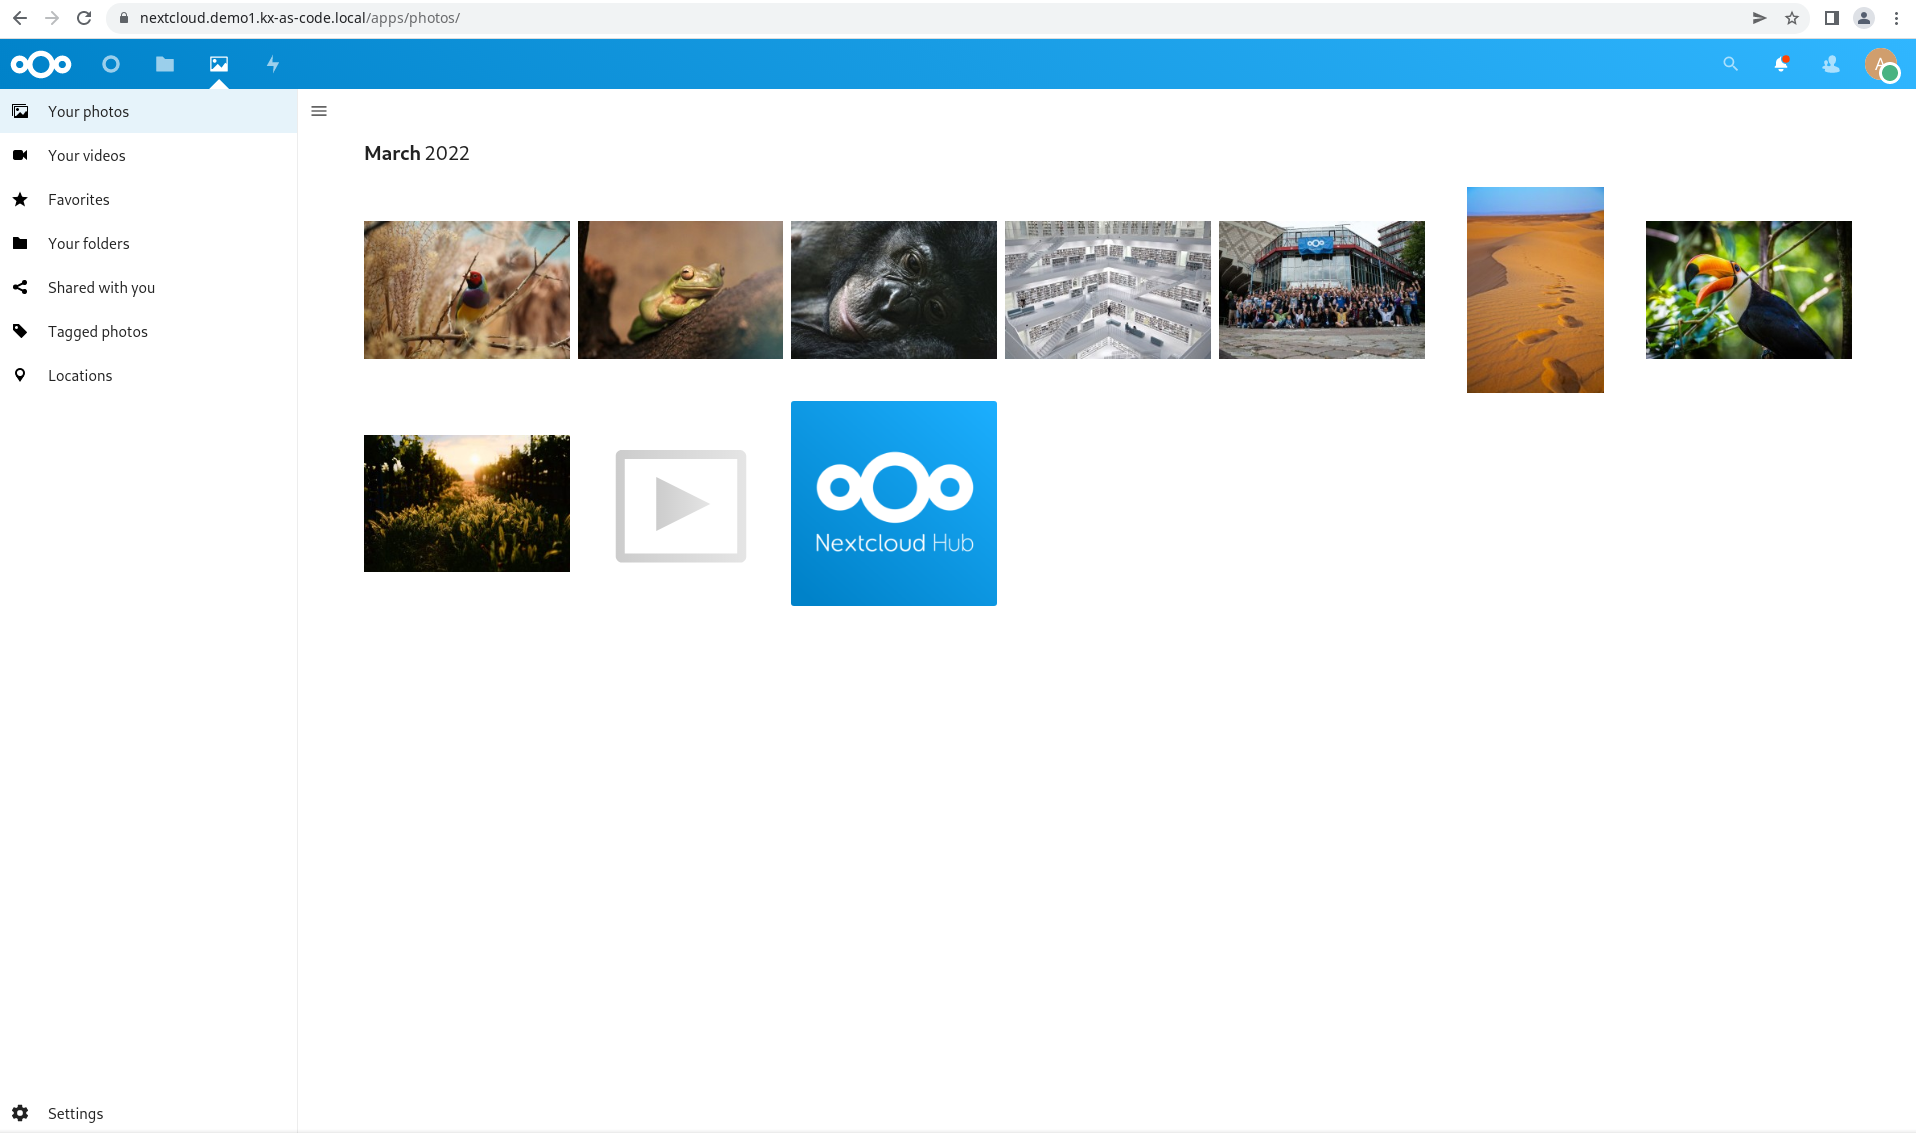 nextcloud.demo1.kx-as-code.local/apps/photos/
A
Your photos
Your videos
Favorites
Your folders
Shared with you
Tagged photos
Locations
March 2022
Nextcloud Hub
Settings